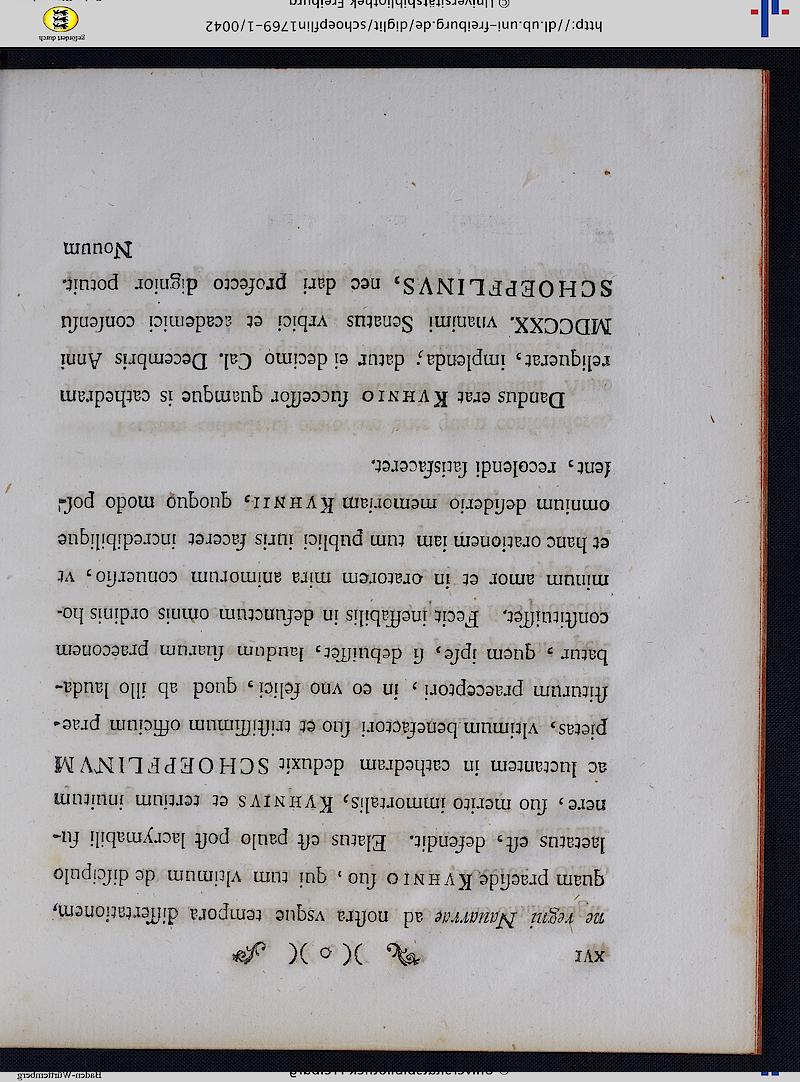 XVI )( o )(
ne regni Nauarrae ad nostra vsque tempora dissertationem,
quam praeside KVHNIO suo, qui tum vltimum de discipulo
laetatus est, defendit. Elatus est paulo post lacrymabili fu-
nere, suo merito immortalis, KVHNIVS et tertium inuitum
ac luctantem in cathedram deduxit SCHOEPFLINVM
pietas, vltimum benefactori suo et tristissimum officium prae-
stiturum praeceptori, in eo vno felici, quod ab illo lauda-
batur, quem ipse, si debuisset, laudum suarum praeconem
constituisset. Fecit ineffabilis in defunctum omnis ordinis ho-
minum amor et in oratorem mira animorum conuersio, vt
et hanc orationem iam tum publici iuris faceret incredibilique
omnium desiderio memoriam KVHNII, quoquo modo pos-
sent, recolendi satisfaceret.
Dandus erat KVHNIO successor quamque is cathedram
reliquerat, implenda; datur ei decimo Cal. Decembris Anni
MDCCXX. vnanimi Senatus vrbici et academici consensu
SCHOEPFLINVS, nec dari profecto dignior potuit.
Nouum
http://dl.ub.uni-freiburg.de/diglit/schoepflin1769-1/0042
© Universitätsbibliothek Freiburg
gefördert durch
Baden-Württemberg